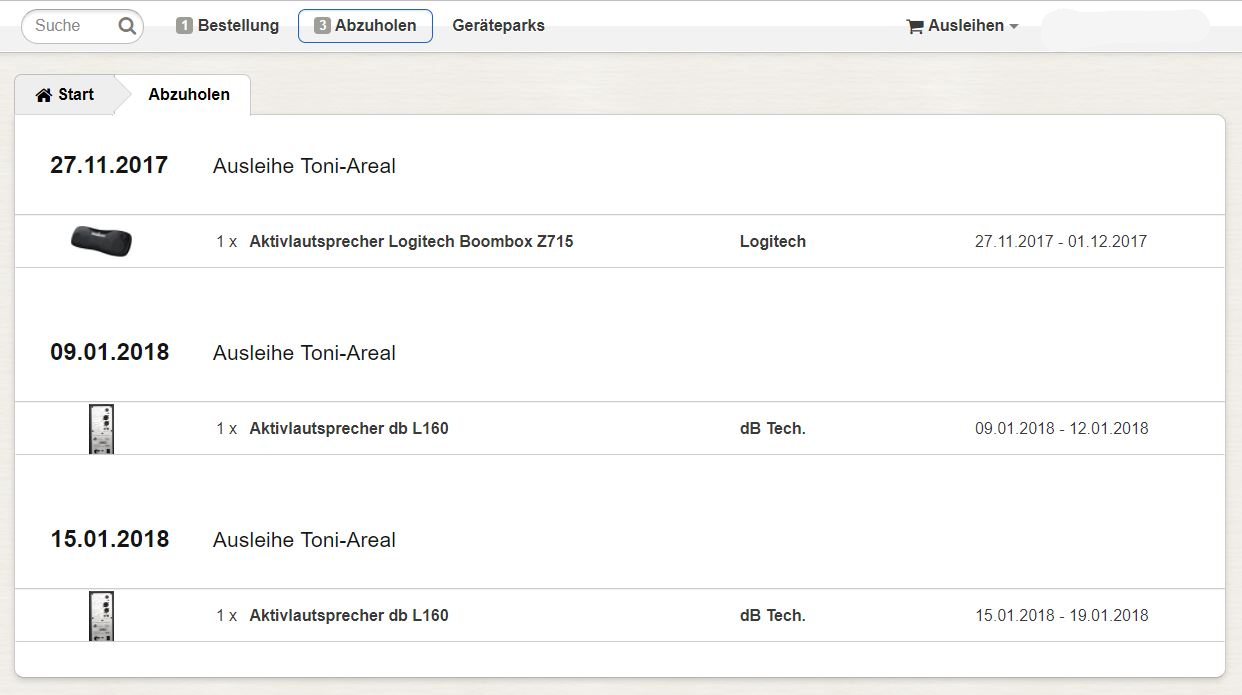 Suche 1 Bestellung 3 Abzuholen Geräteparks Ausleihen
Start Abzuholen
27.11.2017 Ausleihe Toni-Areal
1 x Aktivlautsprecher Logitech Boombox Z715 Logitech 27.11.2017 - 01.12.2017
09.01.2018 Ausleihe Toni-Areal
1 x Aktivlautsprecher db L160 dB Tech. 09.01.2018 - 12.01.2018
15.01.2018 Ausleihe Toni-Areal
1 x Aktivlautsprecher db L160 dB Tech. 15.01.2018 - 19.01.2018